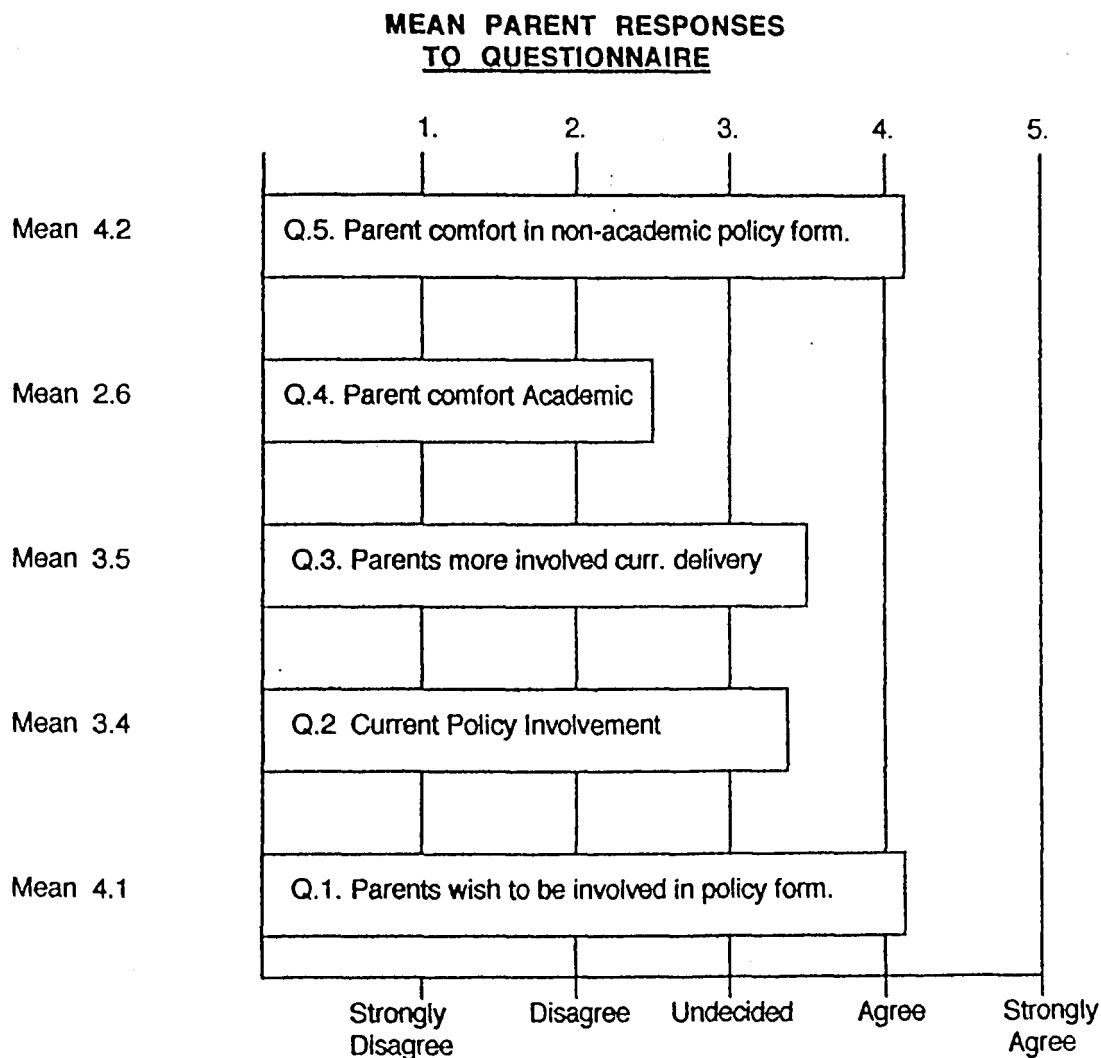 MEAN PARENT RESPONSES
TO QUESTIONNAIRE
1. 2. 3. 4. 5.
Mean 4.2 Q.5. Parent comfort in non-academic policy form.
Mean 2.6 Q.4. Parent comfort Academic
Mean 3.5 Q.3. Parents more involved curr. delivery
Mean 3.4 Q.2 Current Policy Involvement
Mean 4.1 Q.1. Parents wish to be involved in policy form.
Strongly Disagree Undecided Agree Strongly
Disagree Agree